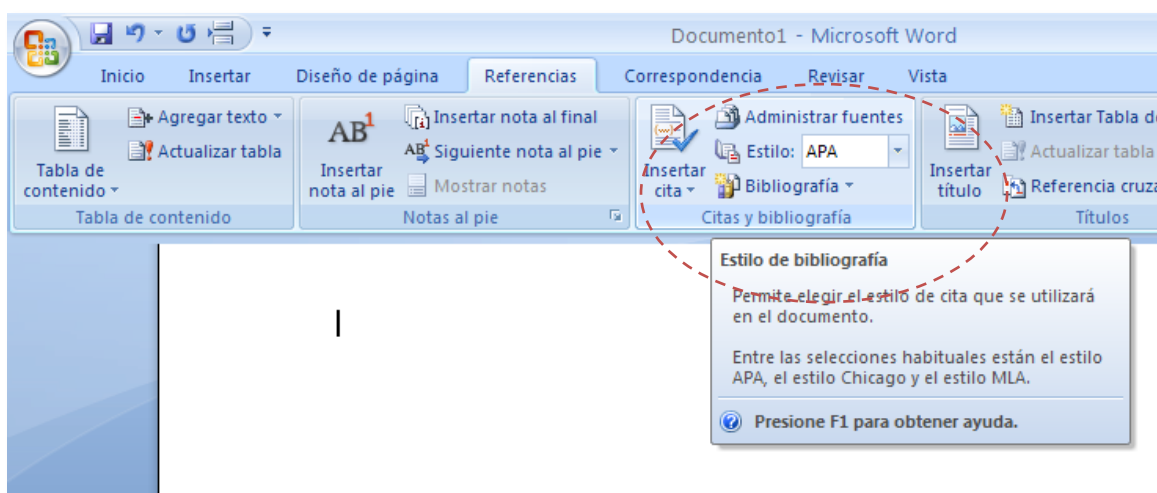 Documento1 - Microsoft Word
Inicio Insertar Diseño de página Referencias Correspondencia Revisar Vista
Tabla de contenido
Agregar texto
Actualizar tabla
Tabla de contenido
AB1
Insertar nota al pie
Insertar nota al final
AB1 Siguiente nota al pie
Mostrar notas
Notas al pie
Insertar cita
Administrar fuentes
Estilo: APA
Bibliografía
Citas y bibliografía
Insertar título
Insertar Tabla d
Actualizar tabla
Referencia cruza
Títulos
Estilo de bibliografía
Permite elegir el estilo de cita que se utilizará
en el documento.
Entre las selecciones habituales están el estilo
APA, el estilo Chicago y el estilo MLA.
Presione F1 para obtener ayuda.